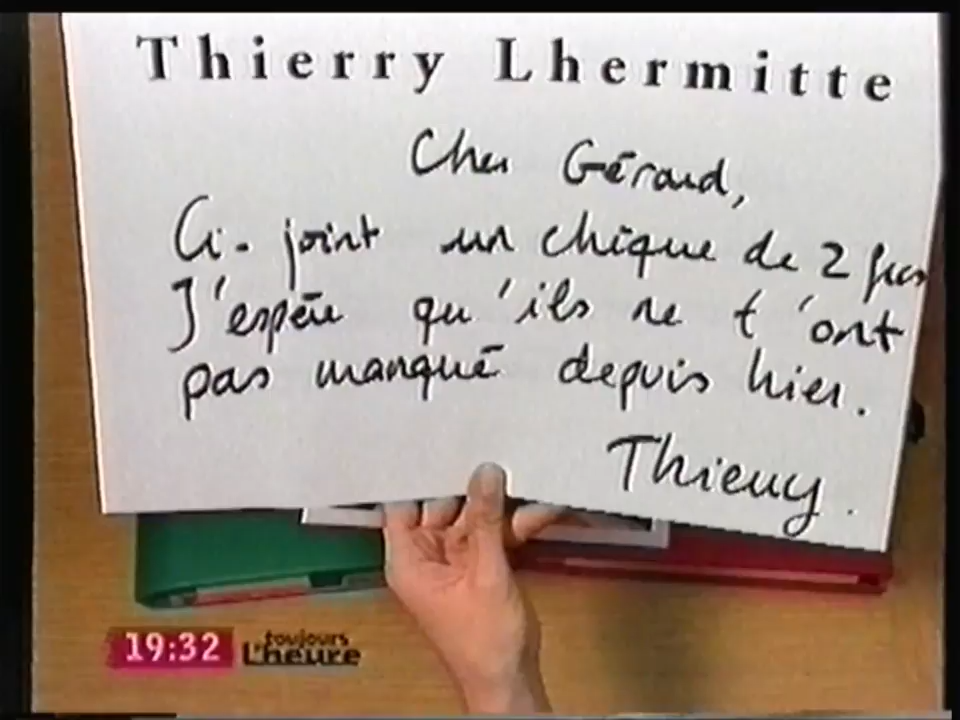 Thierry Lhermitte
Cher Gérard,
Ci-joint un chèque de 2 frcs
J'espère qu'ils ne t'ont
pas manqué depuis hier.
Thierry.
19:32
toujours
L'heure